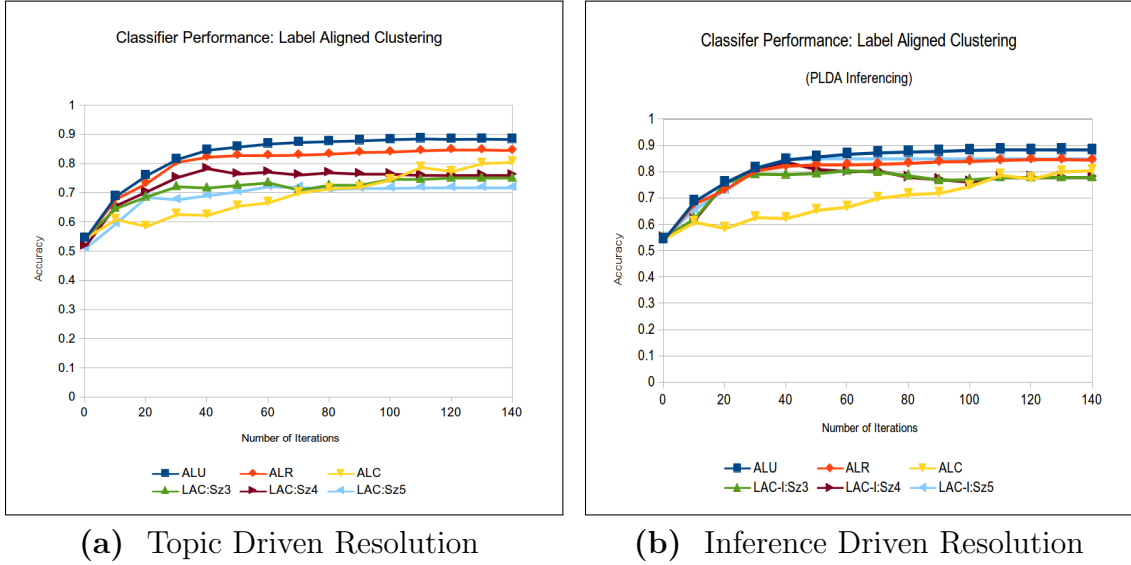 Classifier Performance: Label Aligned Clustering
1
0.9
0.8
0.7
0.6
0.5
0.4
0.3
0.2
0.1
0
Accuracy
0 20 40 60 80 100 120 140
Number of Iterations
ALU ALR ALC
LAC:Sz3 LAC:Sz4 LAC:Sz5
(a) Topic Driven Resolution
Classifer Performance: Label Aligned Clustering
(PLDA Inferencing)
1
0.9
0.8
0.7
0.6
0.5
0.4
0.3
0.2
0.1
0
Accuracy
0 20 40 60 80 100 120 140
Number of Iterations
ALU ALR ALC
LAC-I:Sz3 LAC-I:Sz4 LAC-I:Sz5
(b) Inference Driven Resolution